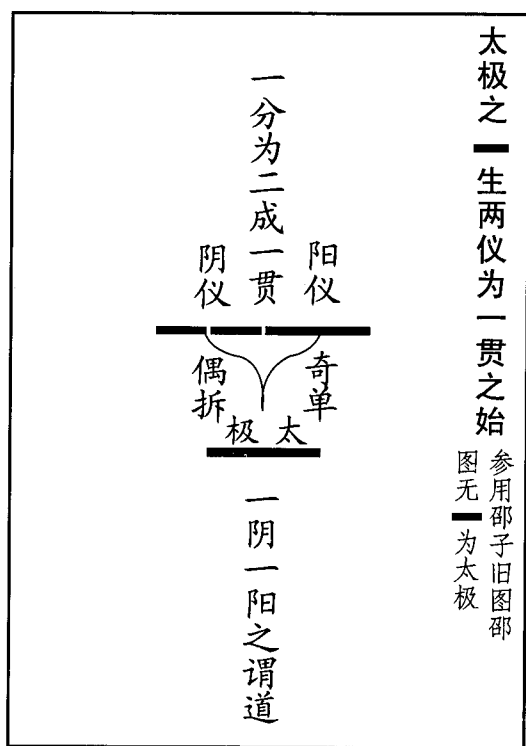 太极之━生两仪为一贯之始
参用邵子旧图邵
图无━为太极
一分为二成一贯
阳仪
阴仪
奇单
偶拆
太极
一阴一阳之谓道